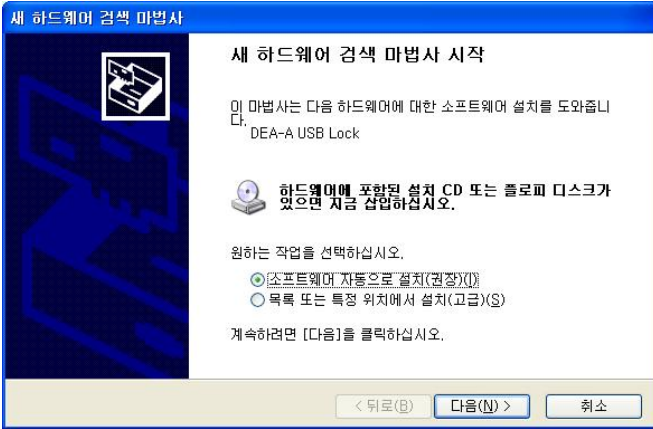 새 하드웨어 검색 마법사
새 하드웨어 검색 마법사 시작
이 마법사는 다음 하드웨어에 대한 소프트웨어 설치를 도와줍니
다.
DEA-A USB Lock
하드웨어에 포함된 설치 CD 또는 플로피 디스크가
있으면 지금 삽입하십시오.
원하는 작업을 선택하십시오.
소프트웨어 자동으로 설치(권장)(I)
목록 또는 특정 위치에서 설치(고급)(S)
계속하려면 [다음]을 클릭하십시오.
< 뒤로(B) 다음(N) > 취소